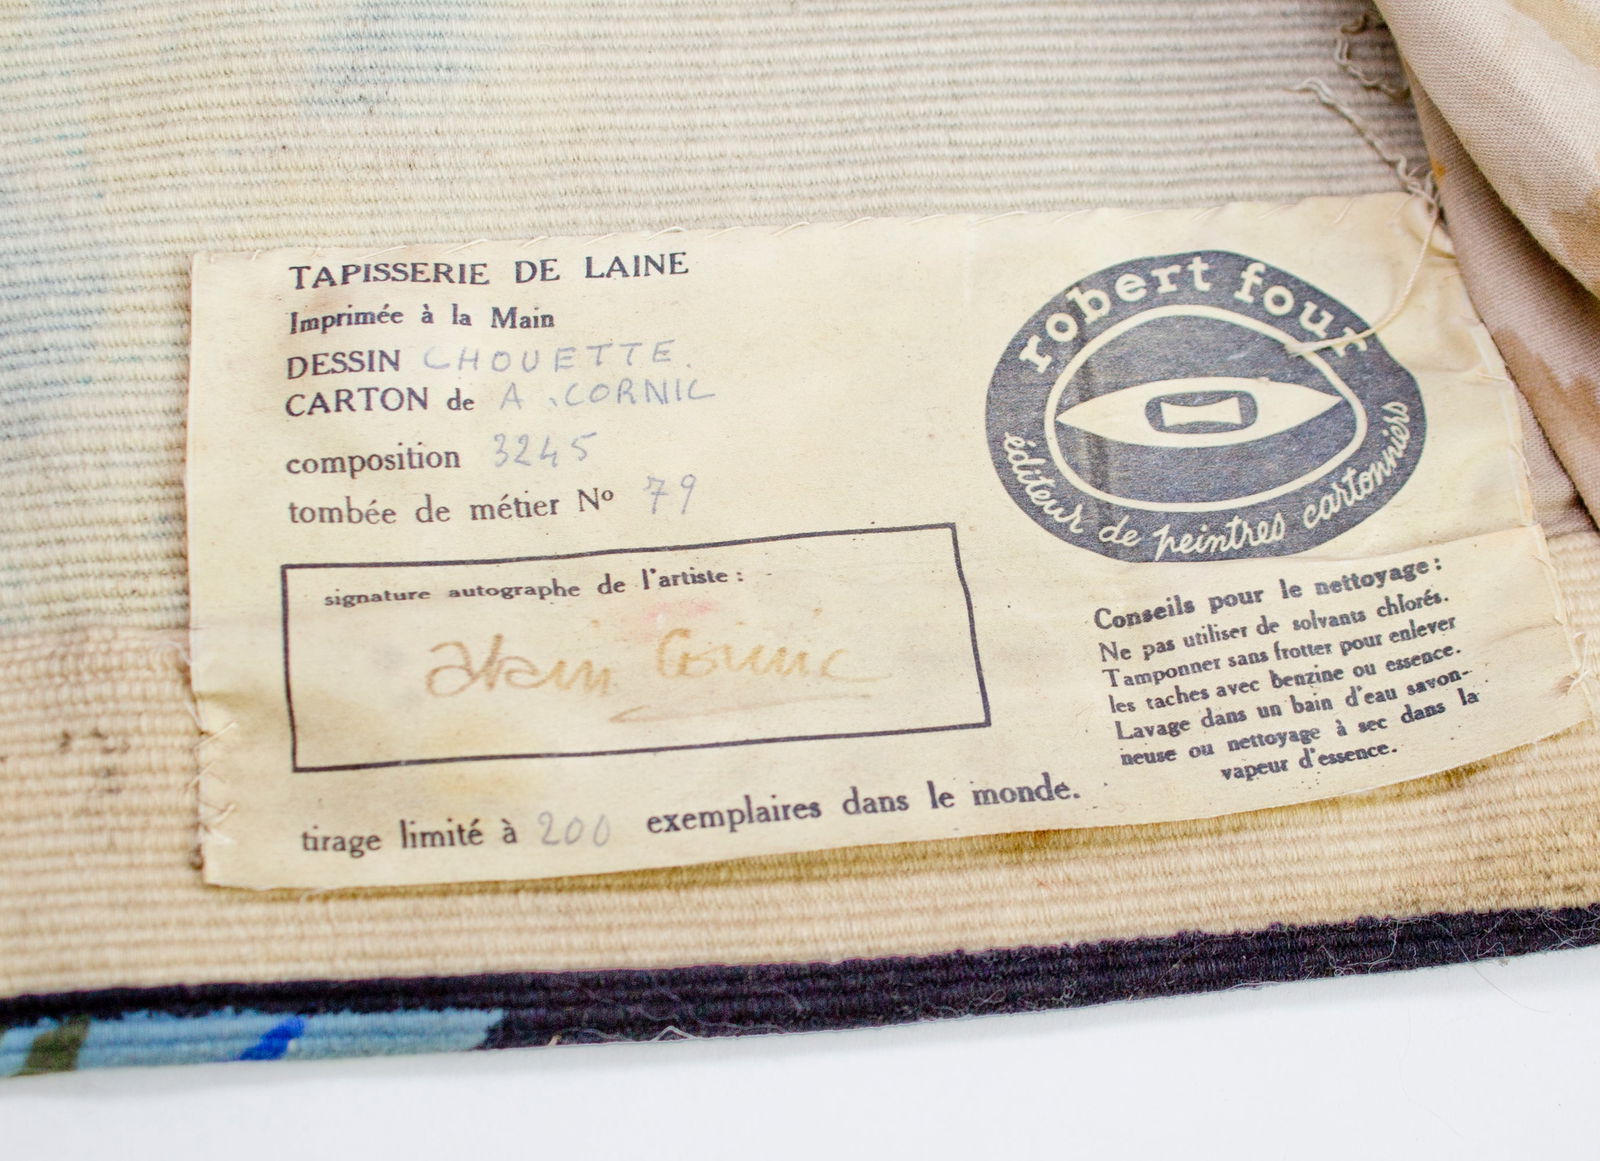 TAPISSERIE DE LAINE
Imprimée à la Main
DESSIN CHOUETTE.
CARTON de A. CORNIC
composition 3245
tombée de métier Nº 79
signature autographe de l'artiste :
alain Cornic
tirage limité à 200 exemplaires dans le monde.
robert four
éditeur de peintres cartonniers
Conseils pour le nettoyage :
Ne pas utiliser de solvants chlorés.
Tamponner sans frotter pour enlever
les taches avec benzine ou essence.
Lavage dans un bain d'eau savon-
neuse ou nettoyage à sec dans la
vapeur d'essence.